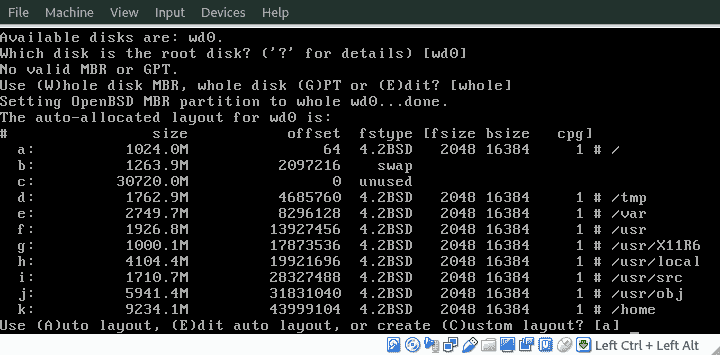 File Machine View Input Devices Help
Available disks are: wd0.
Which disk is the root disk? ('?' for details) [wd0]
No valid MBR or GPT.
Use (W)hole disk MBR, whole disk (G)PT or (E)dit? [whole]
Setting OpenBSD MBR partition to whole wd0...done.
The auto-allocated layout for wd0 is:
# size offset fstype [fsize bsize cpg]
a: 1024.0M 64 4.2BSD 2048 16384 1 # /
b: 1263.9M 2097216 swap
c: 30720.0M 0 unused
d: 1762.9M 4685760 4.2BSD 2048 16384 1 # /tmp
e: 2749.7M 8296128 4.2BSD 2048 16384 1 # /var
f: 1926.8M 13927456 4.2BSD 2048 16384 1 # /usr
g: 1000.1M 17873536 4.2BSD 2048 16384 1 # /usr/X11R6
h: 4104.4M 19921696 4.2BSD 2048 16384 1 # /usr/local
i: 1710.7M 28327488 4.2BSD 2048 16384 1 # /usr/src
j: 5941.4M 31831040 4.2BSD 2048 16384 1 # /usr/obj
k: 9234.1M 43999104 4.2BSD 2048 16384 1 # /home
Use (A)uto layout, (E)dit auto layout, or create (C)ustom layout? [a]
Left Ctrl + Left Alt